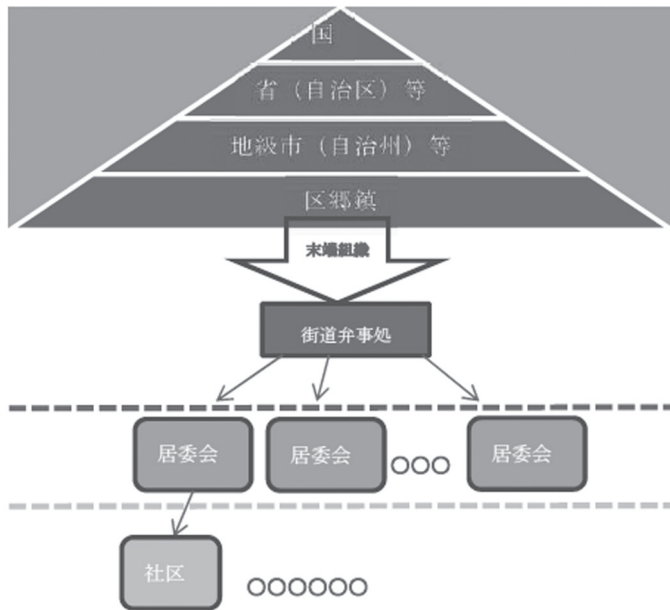 国
省（自治区）等
地級市（自治州）等
区郷鎮
末端組織
街道弁事処
居委会
居委会
○○○
居委会
社区
○○○○○○